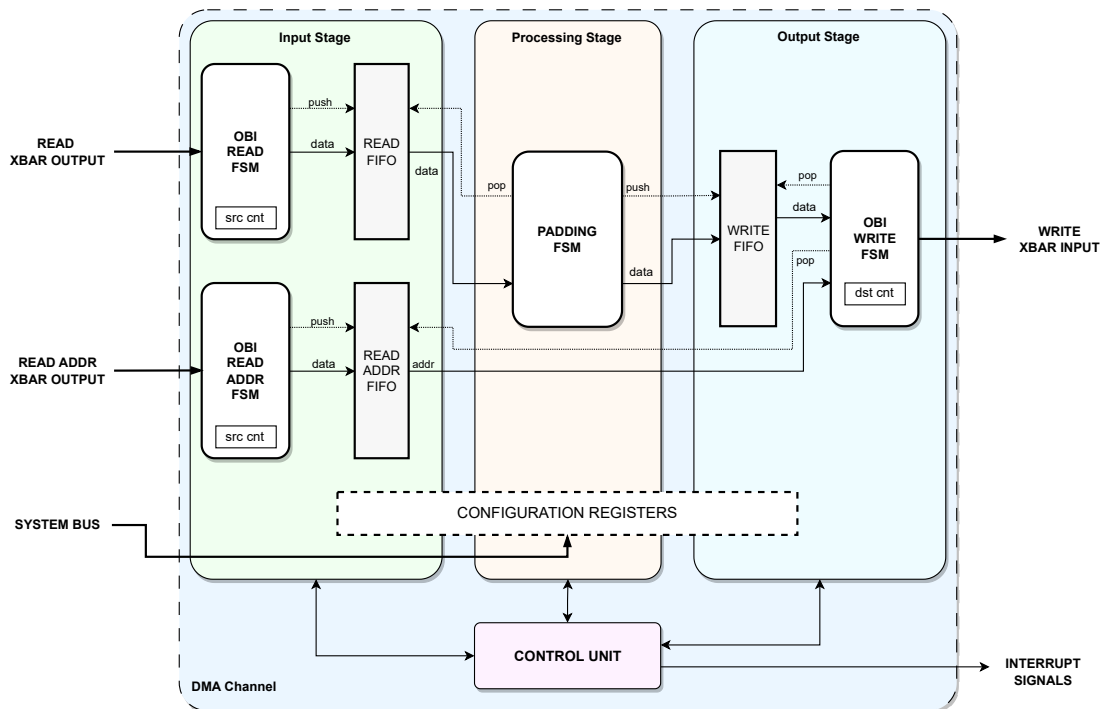 Input Stage
Processing Stage
Output Stage
READ
XBAR OUTPUT
OBI
READ
FSM
src cnt
push
data
READ
FIFO
data
pop
PADDING
FSM
push
data
WRITE
FIFO
pop
data
pop
OBI
WRITE
FSM
dst cnt
WRITE
XBAR INPUT
READ ADDR
XBAR OUTPUT
OBI
READ
ADDR
FSM
src cnt
push
data
READ
ADDR
FIFO
addr
CONFIGURATION REGISTERS
SYSTEM BUS
CONTROL UNIT
INTERRUPT
SIGNALS
DMA Channel